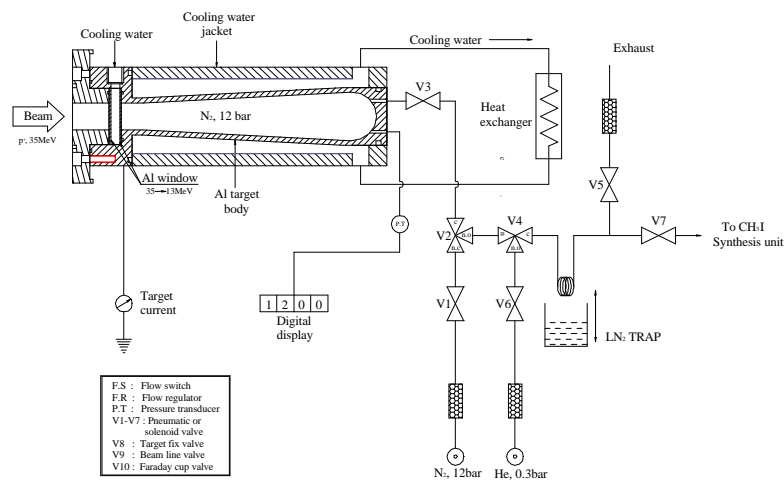 Cooling water
Cooling water
jacket
Cooling water
Exhaust
V3
Beam
p+, 35MeV
N2, 12 bar
Heat
exchanger
Al window
35→13MeV
Al target
body
V5
P.T
V2
c
n.o
n.c
V4
n.o
c
V7
To CH3I
Synthesis unit
V1
V6
Target
current
1 2 0 0
Digital
display
LN2 TRAP
F.S : Flow switch
F.R : Flow regulator
P.T : Pressure transducer
V1-V7 : Pneumatic or
solenoid valve
V8 : Target fix valve
V9 : Beam line valve
V10 : Faraday cup valve
N2, 12bar
He, 0.3bar